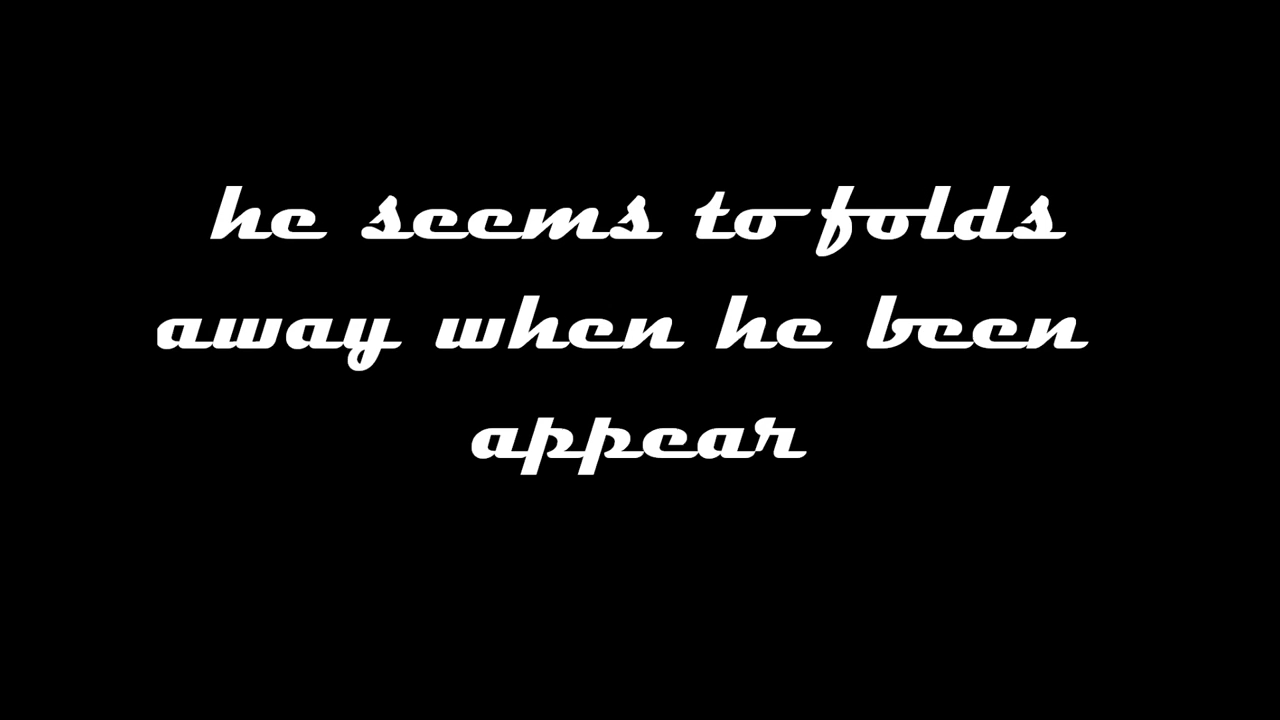 he seems to folds
away when he been
appear